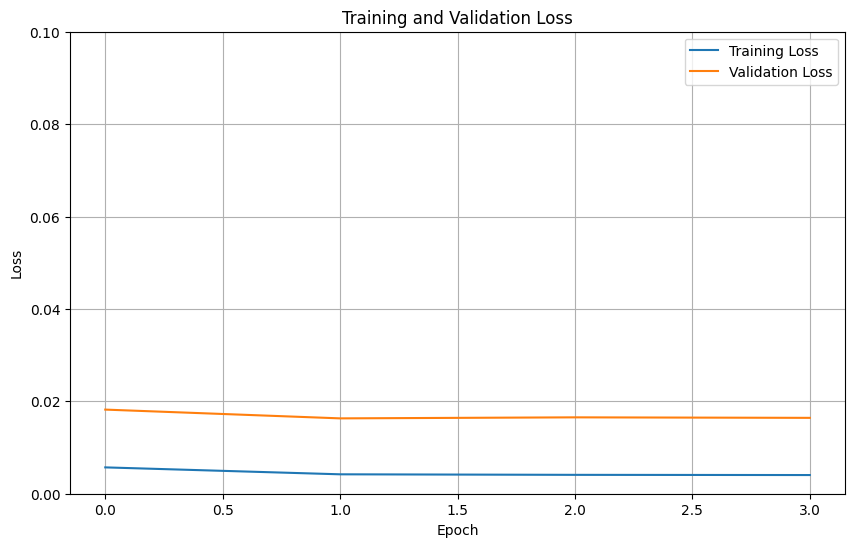 Training and Validation Loss
Training Loss
Validation Loss
0.10
0.08
0.06
0.04
0.02
0.00
Loss
0.0 0.5 1.0 1.5 2.0 2.5 3.0
Epoch